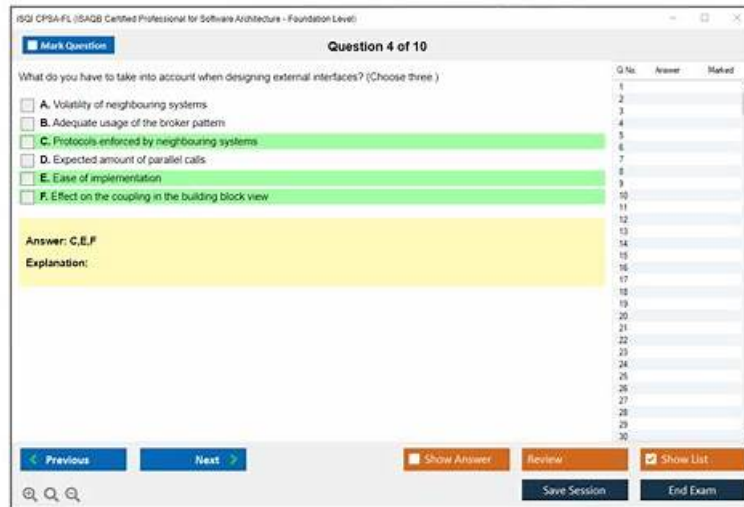 iSQI CPSA-FL (iSAQB Certified Professional for Software Architecture - Foundation Level)
Mark Question
Question 4 of 10
What do you have to take into account when designing external interfaces? (Choose three.)
A. Volatility of neighbouring systems
B. Adequate usage of the broker pattern
C. Protocols enforced by neighbouring systems
D. Expected amount of parallel calls
E. Ease of implementation
F. Effect on the coupling in the building block view
Answer: C,E,F
Explanation:
Q No. Answer Marked
1
2
3
4
5
6
7
8
9
10
11
12
13
14
15
16
17
18
19
20
21
22
23
24
25
26
27
28
29
30
Previous
Next
Show Answer
Review
Show List
Save Session
End Exam